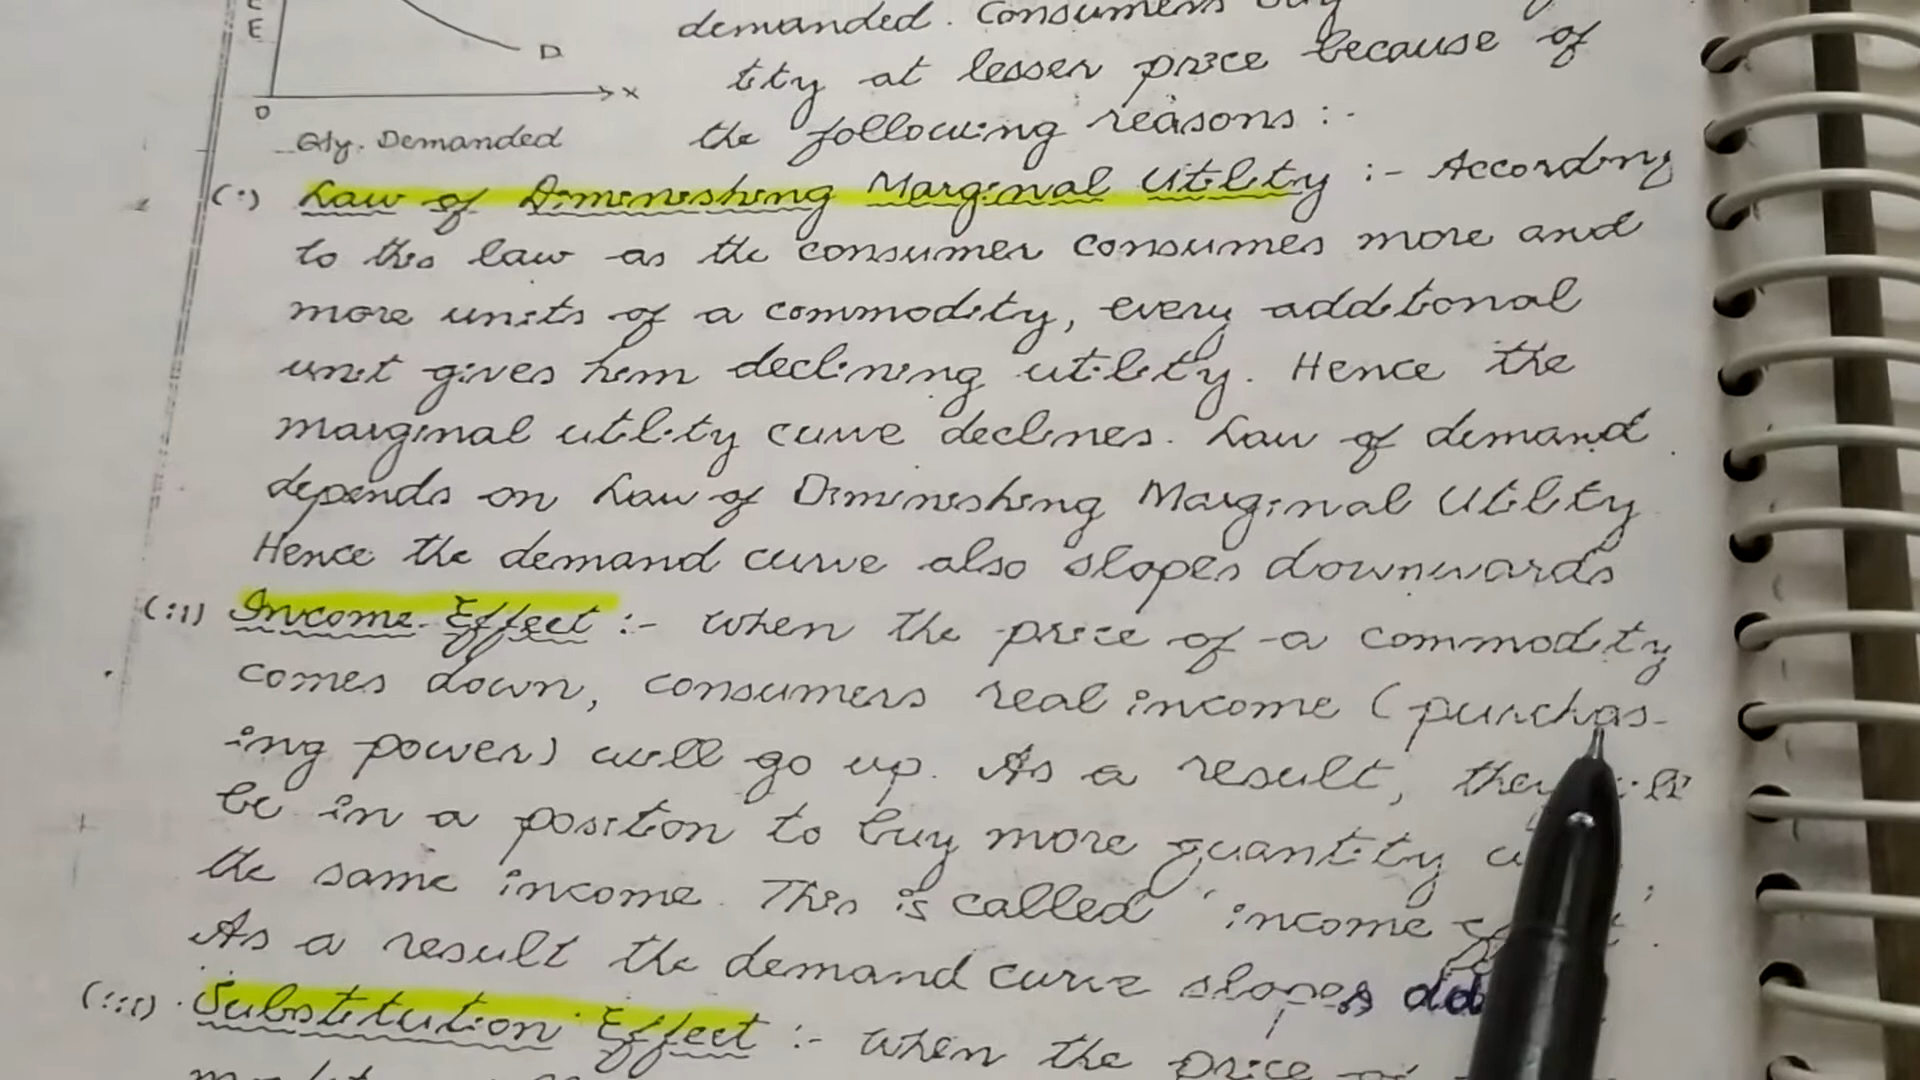 E
E
D
X
O
Qty. Demanded
demanded. Consumers buy
tity at lesser price because of
the following reasons :-
(i) Law of Diminishing Marginal Utility :- According
to this law as the consumer consumes more and
more units of a commodity, every additional
unit gives him declining utility. Hence the
marginal utility curve declines. Law of demand
depends on Law of Diminishing Marginal Utility
Hence the demand curve also slopes downwards
(ii) Income Effect :- When the price of a commodity
comes down, consumers real income (purchas-
ing power) will go up. As a result, they
be in a position to buy more quantity
the same income. This is called 'income
As a result the demand curve slopes
(iii) Substitution Effect :- When the price of